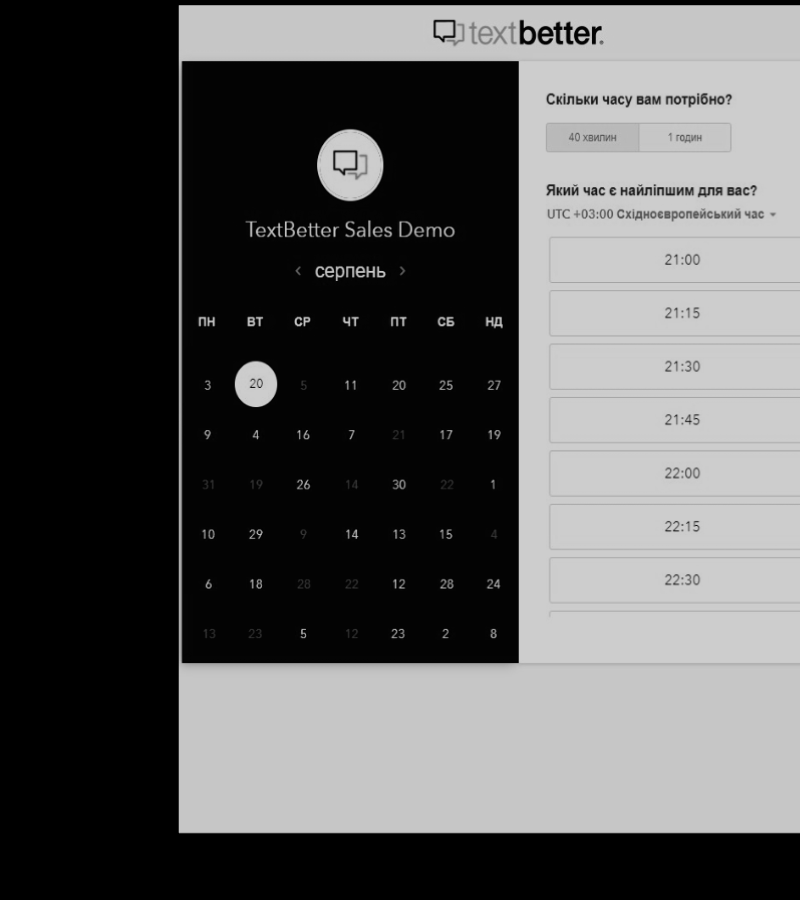 textbetter.
TextBetter Sales Demo
‹ серпень ›
ПН ВТ СР ЧТ ПТ СБ НД
3 20 5 11 20 25 27
9 4 16 7 21 17 19
31 19 26 14 30 22 1
10 29 9 14 13 15 4
6 18 28 22 12 28 24
13 23 5 12 23 2 8
Скільки часу вам потрібно?
40 хвилин 1 годин
Який час є найліпшим для вас?
UTC +03:00 Східноєвропейський час
21:00
21:15
21:30
21:45
22:00
22:15
22:30